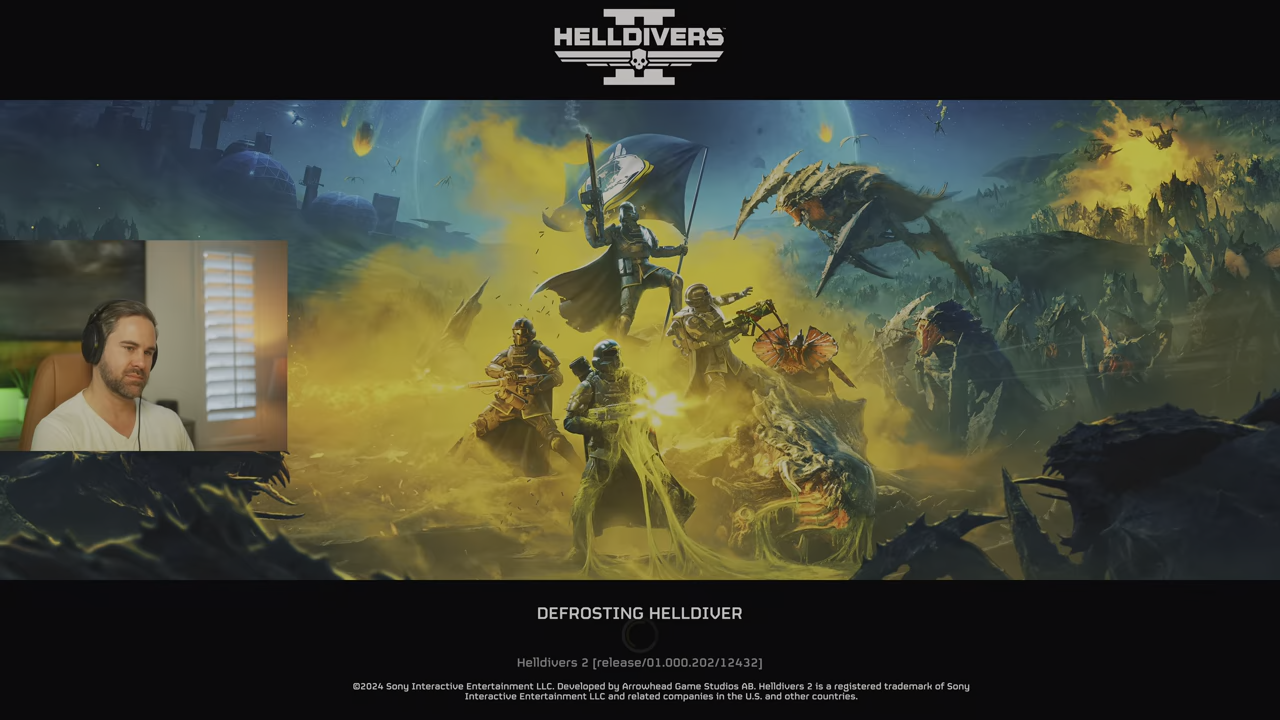 HELLDIVERS
II
DEFROSTING HELLDIVER
Helldivers 2 [release/01.000.202/12432]
©2024 Sony Interactive Entertainment LLC. Developed by Arrowhead Game Studios AB. Helldivers 2 is a registered trademark of Sony
Interactive Entertainment LLC and related companies in the U.S. and other countries.